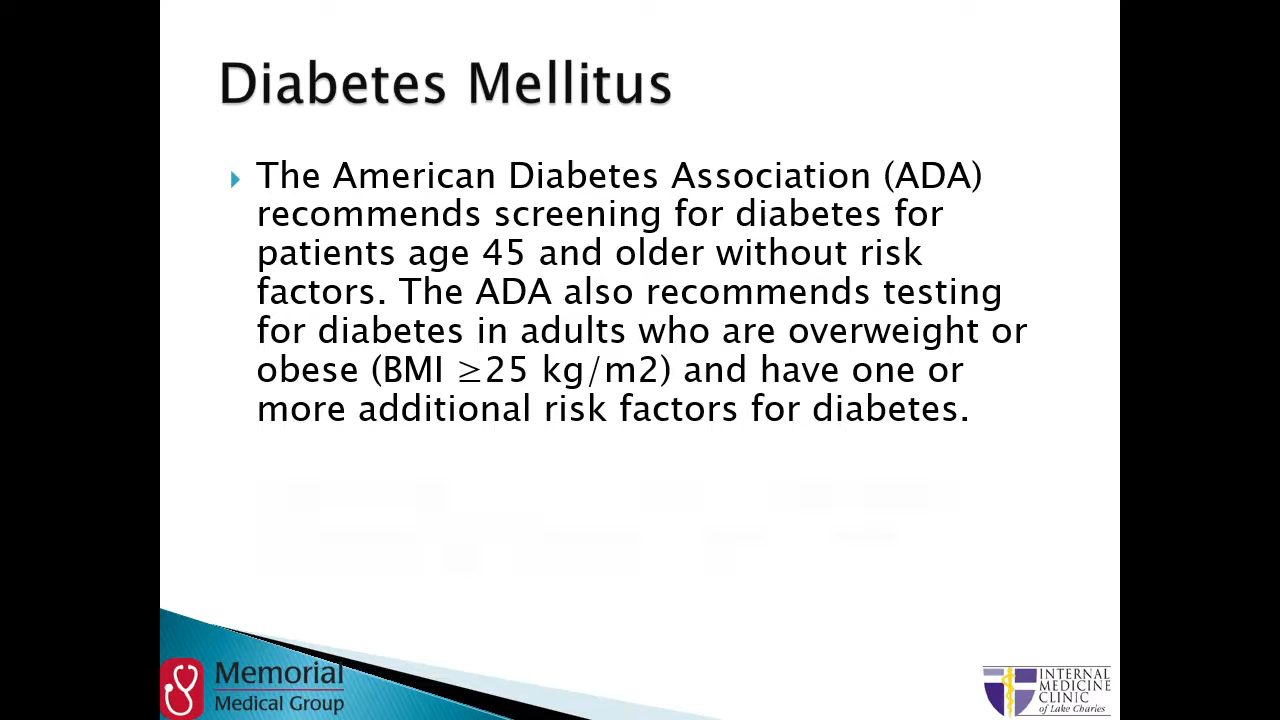 Diabetes Mellitus
The American Diabetes Association (ADA)
recommends screening for diabetes for
patients age 45 and older without risk
factors. The ADA also recommends testing
for diabetes in adults who are overweight or
obese (BMI ≥25 kg/m2) and have one or
more additional risk factors for diabetes.
Memorial
Medical Group
INTERNAL
MEDICINE
CLINIC
of Lake Charles